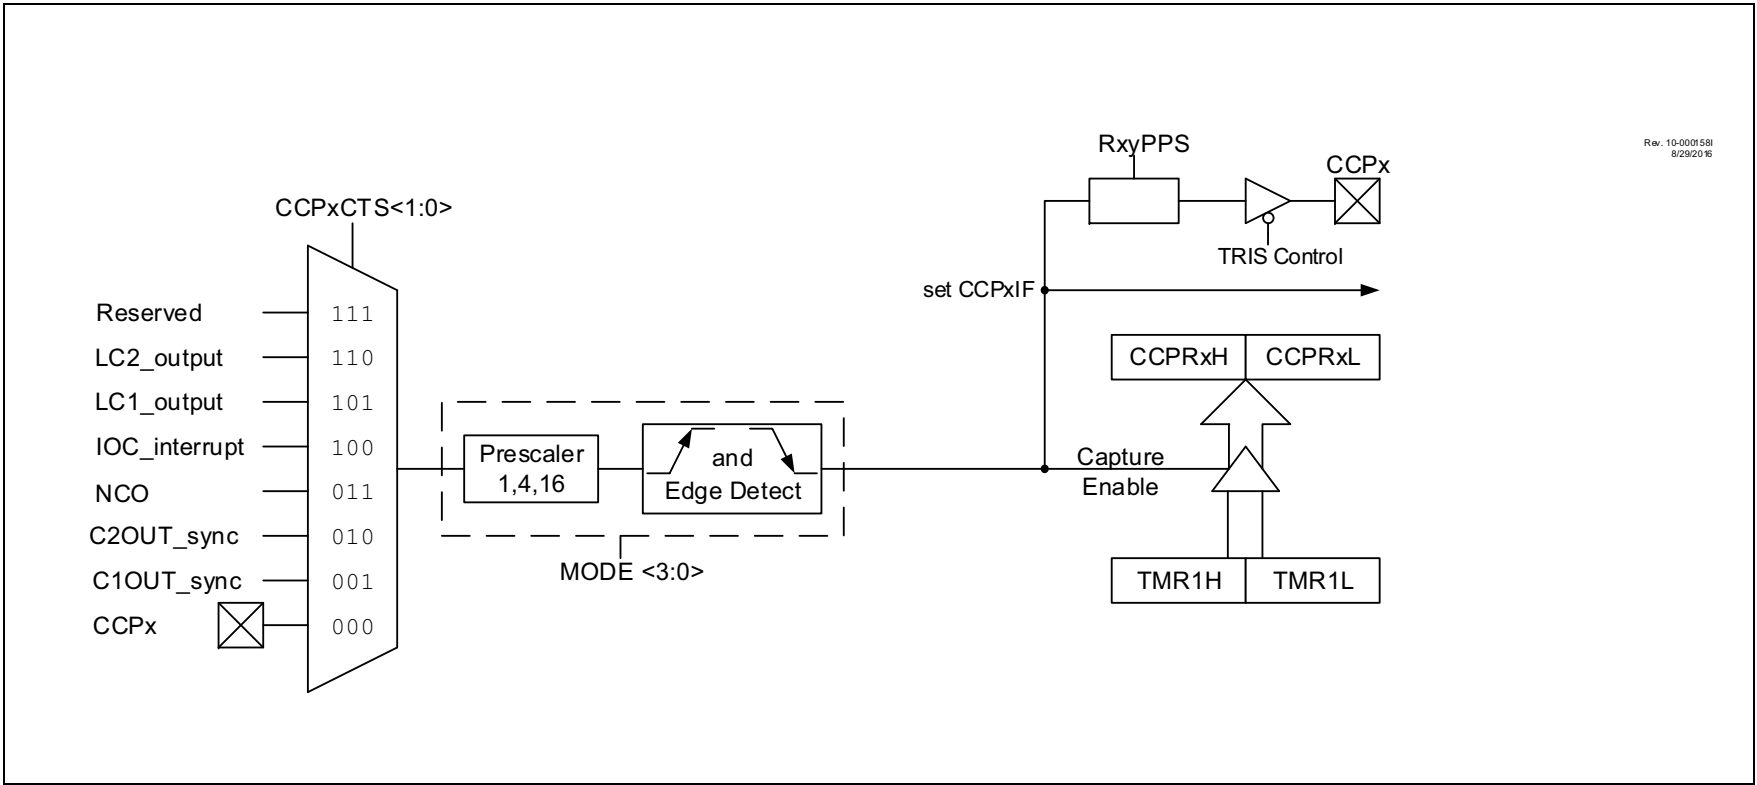 RxyPPS
Rev. 10-000158I
8/29/2016
CCPx
CCPxCTS<1:0>
TRIS Control
set CCPxIF
Reserved 111
LC2_output 110
CCPRxH CCPRxL
LC1_output 101
IOC_interrupt 100
NCO 011
C2OUT_sync 010
C1OUT_sync 001
CCPx 000
Prescaler
1,4,16
and
Edge Detect
MODE <3:0>
Capture
Enable
TMR1H TMR1L